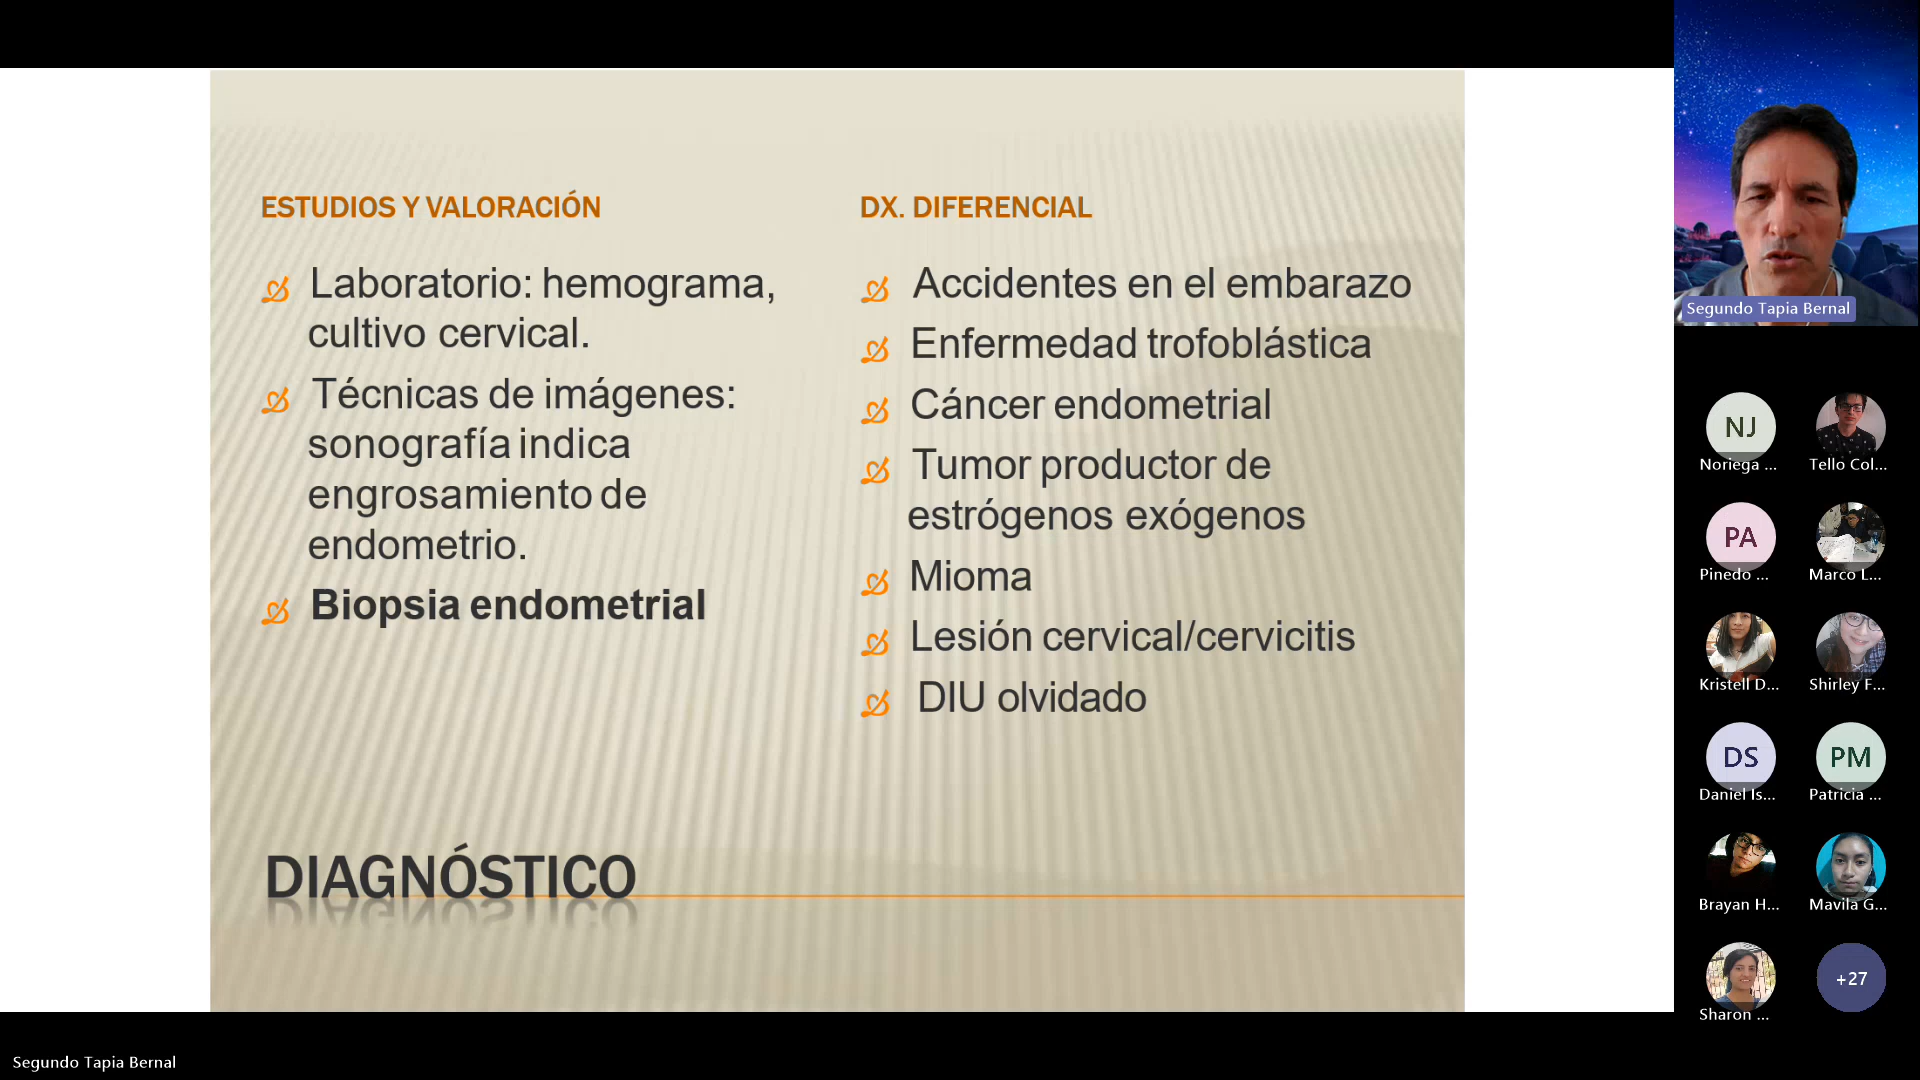 ESTUDIOS Y VALORACIÓN
Laboratorio: hemograma,
cultivo cervical.
Técnicas de imágenes:
sonografía indica
engrosamiento de
endometrio.
Biopsia endometrial
DX. DIFERENCIAL
Accidentes en el embarazo
Enfermedad trofoblástica
Cáncer endometrial
Tumor productor de
estrógenos exógenos
Mioma
Lesión cervical/cervicitis
DIU olvidado
DIAGNÓSTICO
Segundo Tapia Bernal
NJ
Noriega ...
Tello Col...
PA
Pinedo ...
Marco L...
Kristell D...
Shirley F...
DS
Daniel Is...
PM
Patricia ...
Brayan H...
Mavila G...
Sharon ...
+27
Segundo Tapia Bernal